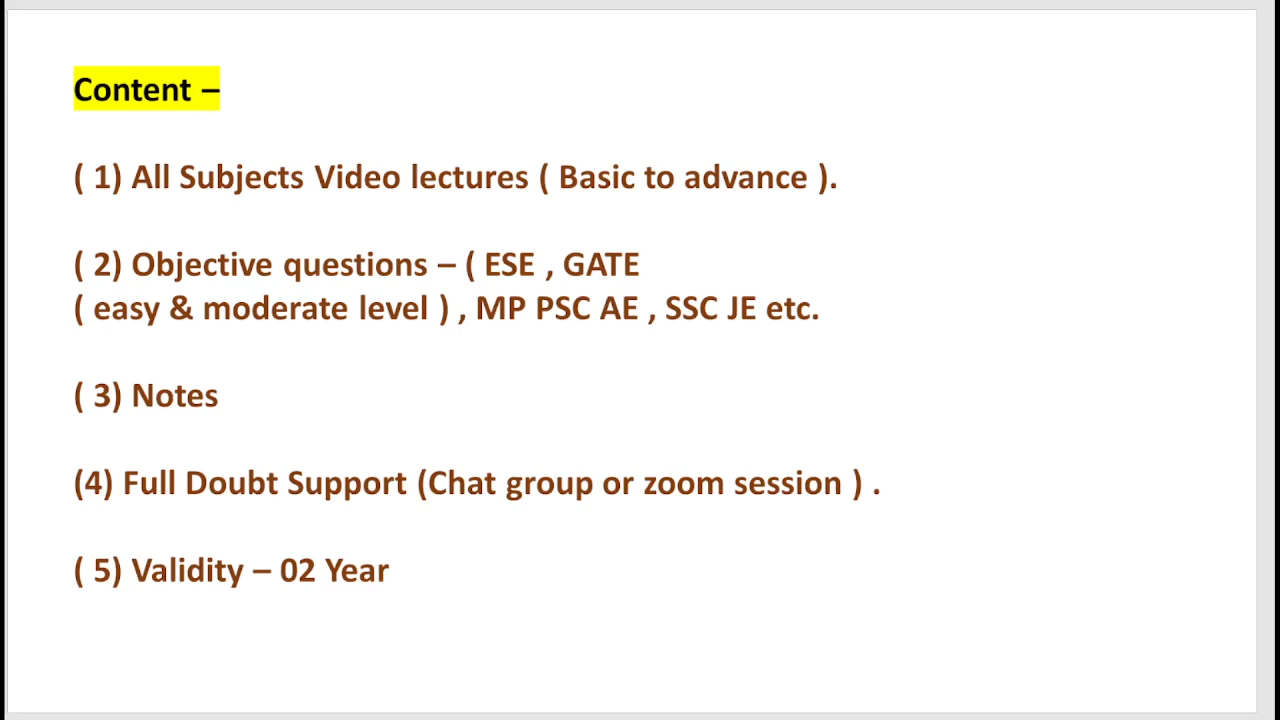 Content –
( 1) All Subjects Video lectures ( Basic to advance ).
( 2) Objective questions – ( ESE , GATE
( easy & moderate level ) , MP PSC AE , SSC JE etc.
( 3) Notes
(4) Full Doubt Support (Chat group or zoom session ) .
( 5) Validity – 02 Year